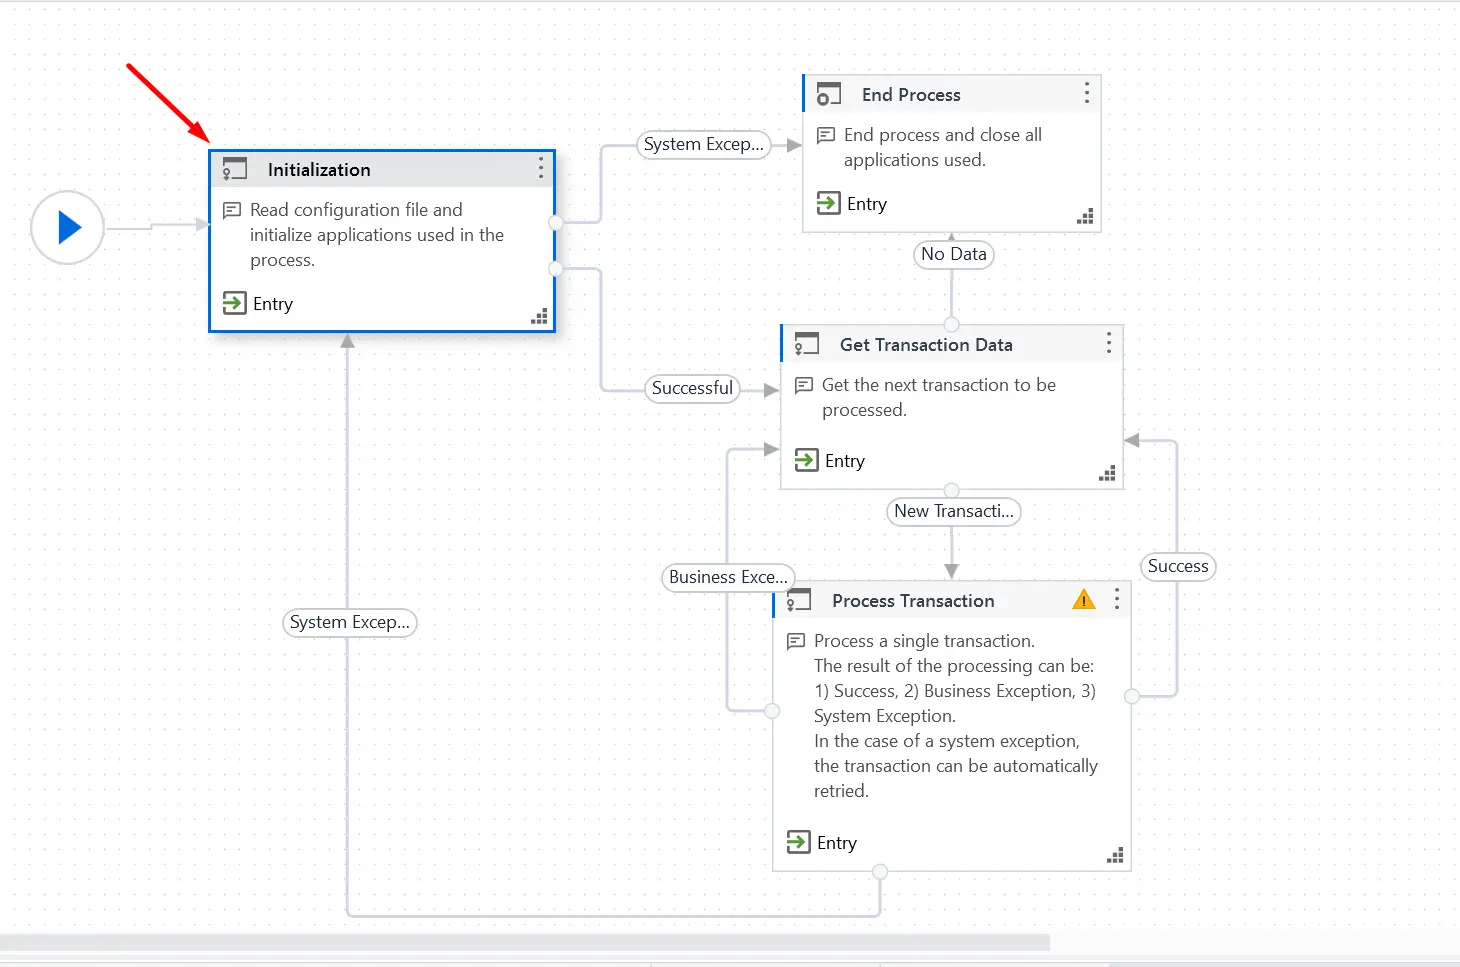 Initialization
Read configuration file and
initialize applications used in the
process.
Entry
System Excep...
End Process
End process and close all
applications used.
Entry
No Data
Successful
Get Transaction Data
Get the next transaction to be
processed.
Entry
New Transacti...
Business Exce...
Success
Process Transaction
Process a single transaction.
The result of the processing can be:
1) Success, 2) Business Exception, 3)
System Exception.
In the case of a system exception,
the transaction can be automatically
retried.
Entry
System Excep...